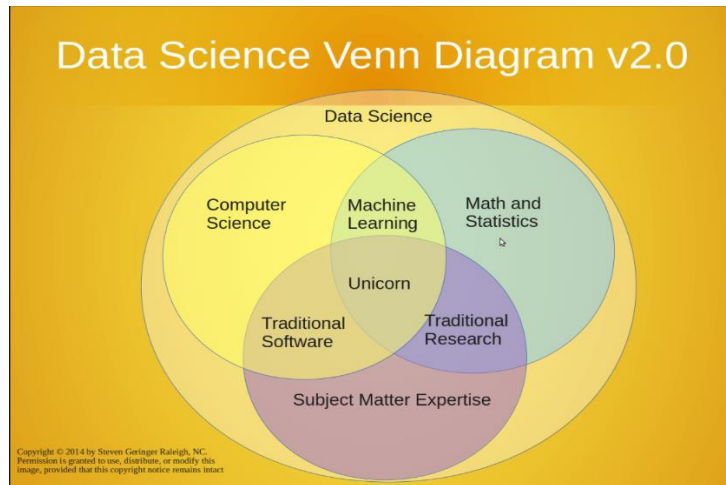 Data Science Venn Diagram v2.0
Data Science
Computer
Science
Machine
Learning
Math and
Statistics
Unicorn
Traditional
Software
Traditional
Research
Subject Matter Expertise
Copyright © 2014 by Steven Geringer Raleigh, NC.
Permission is granted to use, distribute, or modify this
image, provided that this copyright notice remains intact